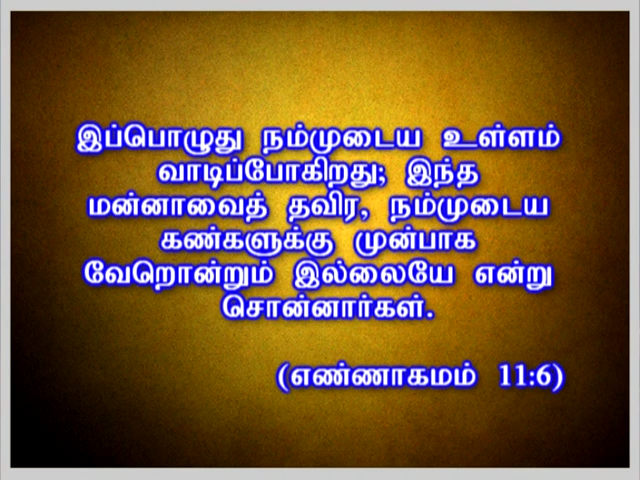 இப்பொழுது நம்முடைய உள்ளம்
வாடிப்போகிறது; இந்த
மன்னாவைத் தவிர, நம்முடைய
கண்களுக்கு முன்பாக
வேறொன்றும் இல்லையே என்று
சொன்னார்கள்.
(எண்ணாகமம் 11:6)